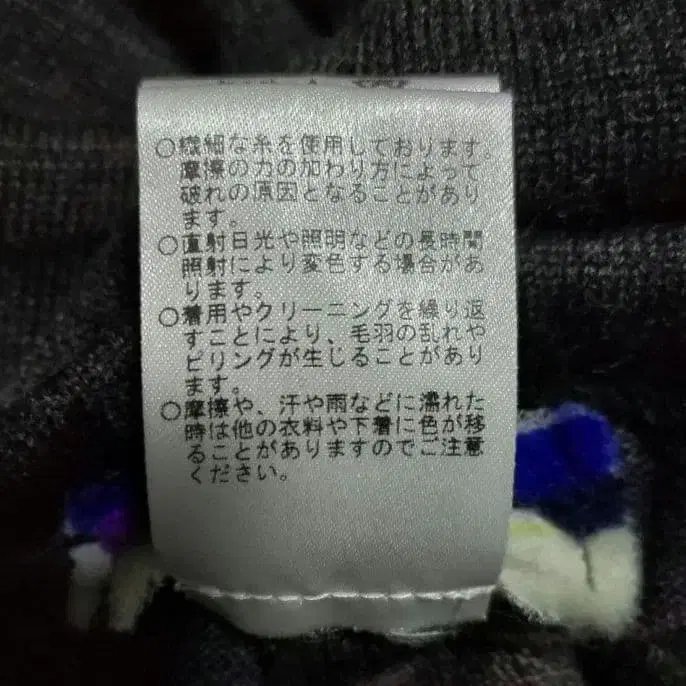 ○繊細な糸を使用しております。
摩擦の力の加わり方によって
破れの原因となることがあり
ます。
○直射日光や照明などの長時間
照射により変色する場合があ
ります。
○着用やクリーニングを繰り返
すことにより、毛羽の乱れや
ピリングが生じることがあり
ます。
○摩擦や、汗や雨などに濡れた
時は他の衣料や下着に色が移
ることがありますのでご注意
ください。